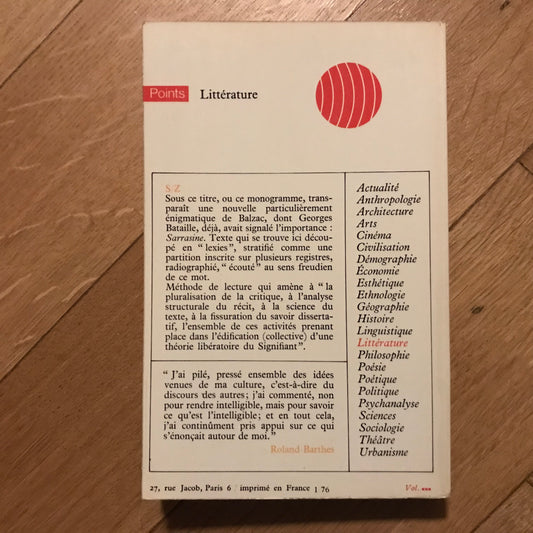 Points Littérature
S/Z
Sous ce titre, ou ce monogramme, trans-
paraît une nouvelle particulièrement
énigmatique de Balzac, dont Georges
Bataille, déjà, avait signalé l'importance :
Sarrasine. Texte qui se trouve ici décou-
pé en " lexies", stratifié comme une
partition inscrite sur plusieurs registres,
radiographié, " écouté" au sens freudien
de ce mot.
Méthode de lecture qui amène à " la
pluralisation de la critique, à l'analyse
structurale du récit, à la science du
texte, à la fissuration du savoir disserta-
tif, l'ensemble de ces activités prenant
place dans l'édification (collective) d'une
théorie libératoire du Signifiant".
" J'ai pilé, pressé ensemble des idées
venues de ma culture, c'est-à-dire du
discours des autres ; j'ai commenté, non
pour rendre intelligible, mais pour savoir
ce qu'est l'intelligible ; et en tout cela,
j'ai continûment pris appui sur ce qui
s'énonçait autour de moi."
Roland Barthes
Actualité
Anthropologie
Architecture
Arts
Cinéma
Civilisation
Démographie
Économie
Esthétique
Ethnologie
Géographie
Histoire
Linguistique
Littérature
Philosophie
Poésie
Poétique
Politique
Psychanalyse
Sciences
Sociologie
Théâtre
Urbanisme
27, rue Jacob, Paris 6 / imprimé en France 1 76
Vol. ***